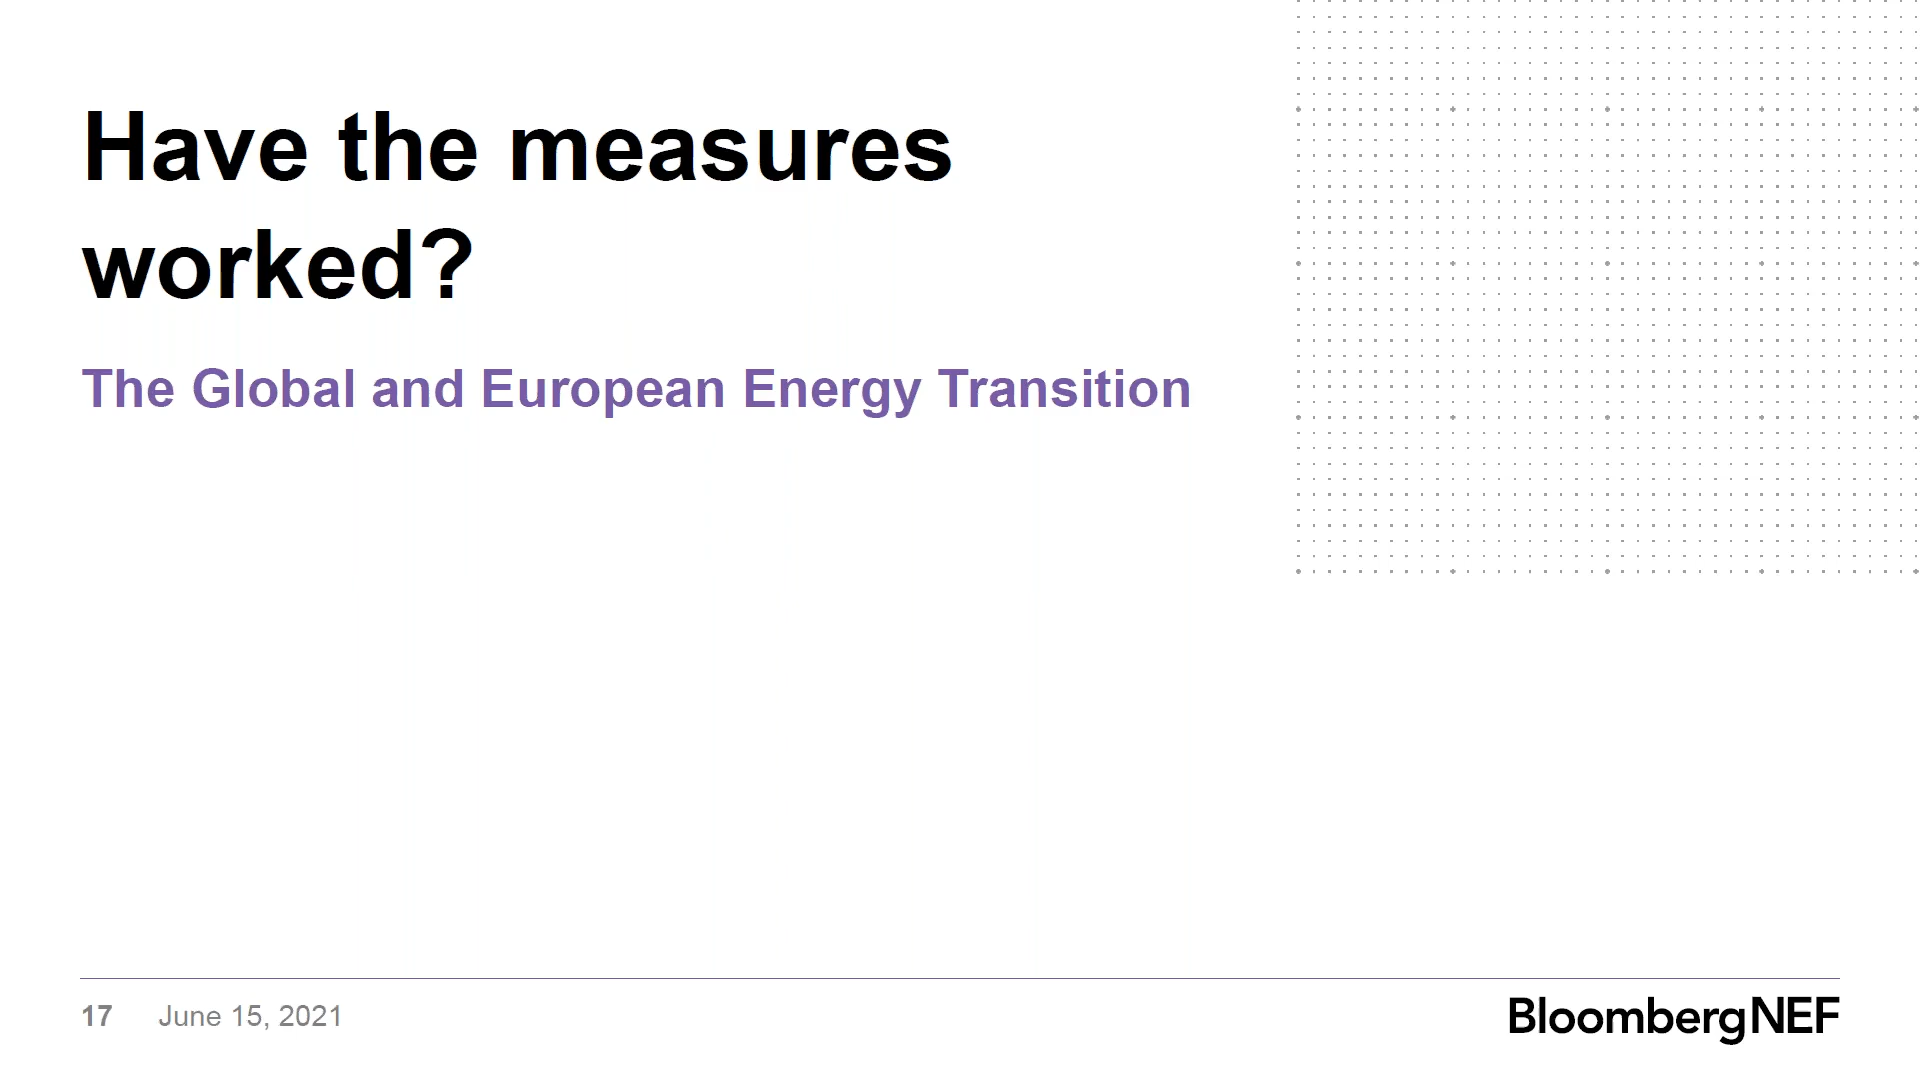 Have the measures
worked?
The Global and European Energy Transition
17 June 15, 2021
BloombergNEF